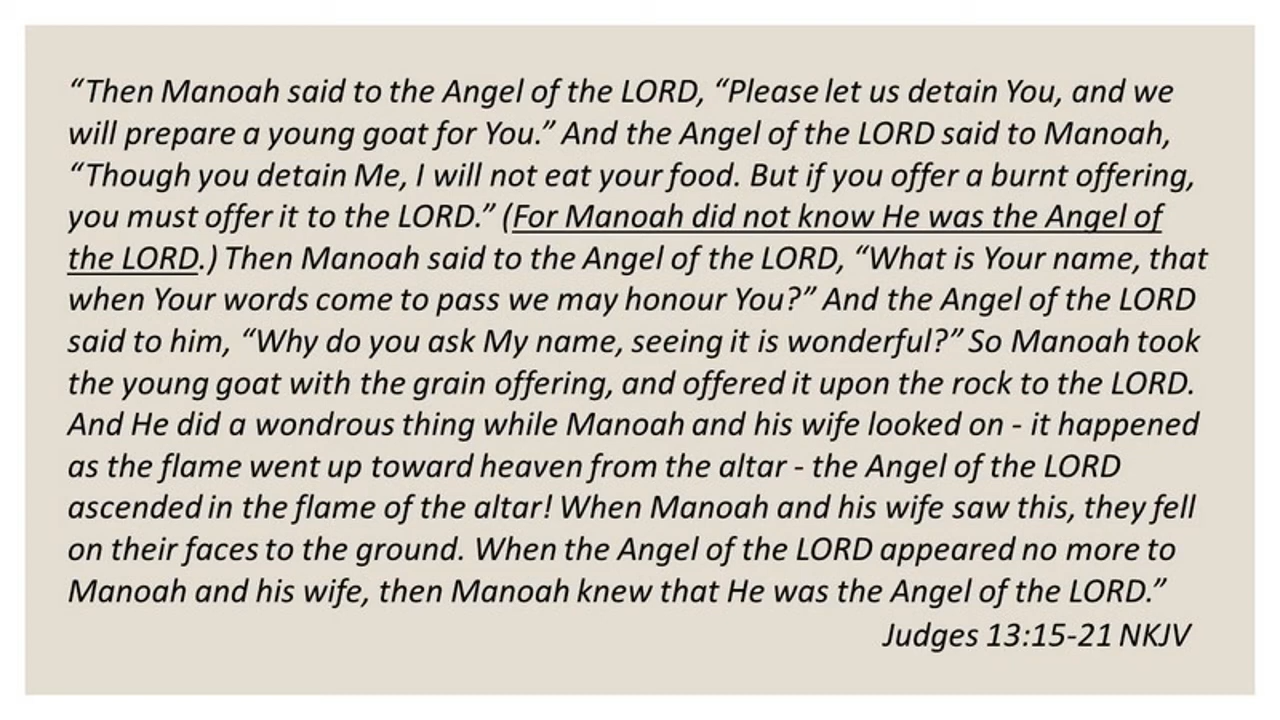 “Then Manoah said to the Angel of the LORD, “Please let us detain You, and we
will prepare a young goat for You.” And the Angel of the LORD said to Manoah,
“Though you detain Me, I will not eat your food. But if you offer a burnt offering,
you must offer it to the LORD.” (For Manoah did not know He was the Angel of
the LORD.) Then Manoah said to the Angel of the LORD, “What is Your name, that
when Your words come to pass we may honour You?” And the Angel of the LORD
said to him, “Why do you ask My name, seeing it is wonderful?” So Manoah took
the young goat with the grain offering, and offered it upon the rock to the LORD.
And He did a wondrous thing while Manoah and his wife looked on - it happened
as the flame went up toward heaven from the altar - the Angel of the LORD
ascended in the flame of the altar! When Manoah and his wife saw this, they fell
on their faces to the ground. When the Angel of the LORD appeared no more to
Manoah and his wife, then Manoah knew that He was the Angel of the LORD.”
Judges 13:15-21 NKJV